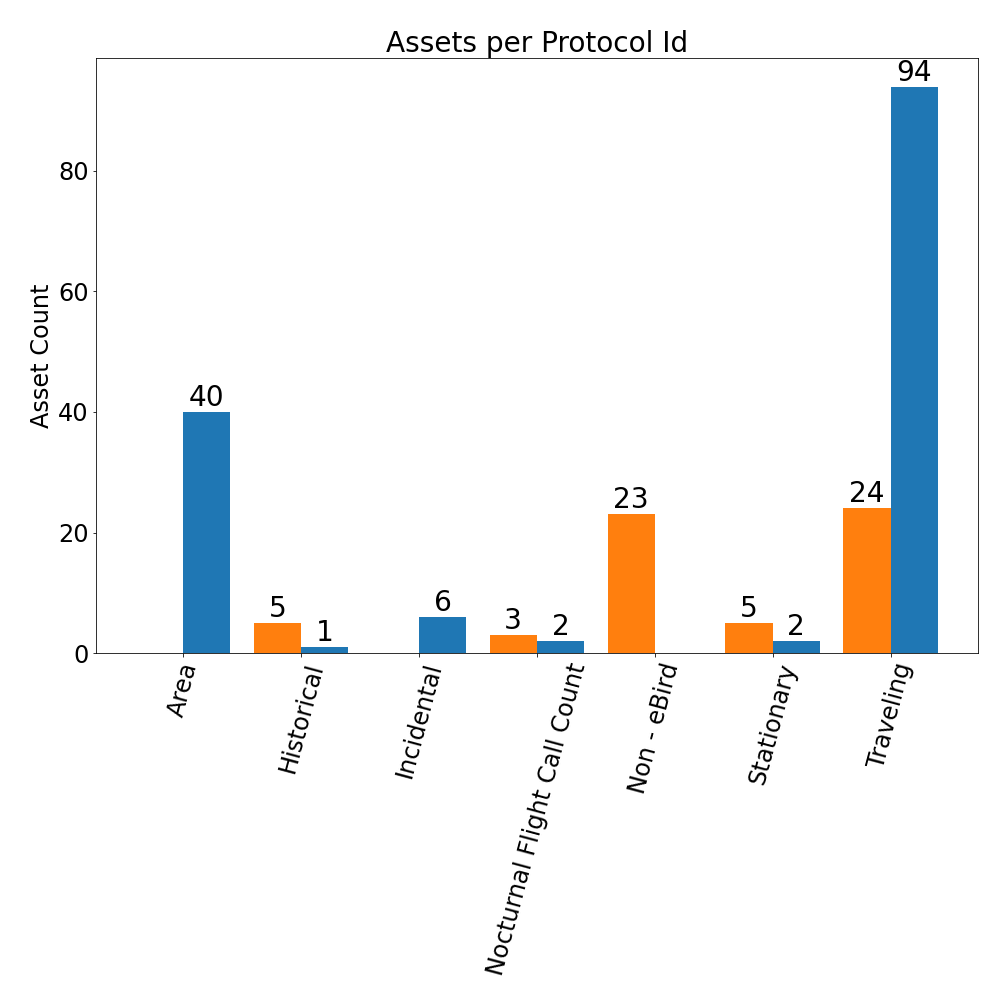 Assets per Protocol Id
Asset Count
80
60
40
20
0
40
5
1
6
3
2
23
5
2
24
94
Area
Historical
Incidental
Nocturnal Flight Call Count
Non - eBird
Stationary
Traveling